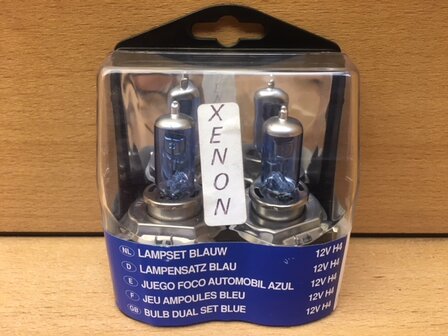 XENON
NL LAMPSET BLAUW 12V H4
D LAMPENSATZ BLAU 12V H4
E JUEGO FOCO AUTOMOBIL AZUL 12V H4
F JEU AMPOULES BLEU 12V H4
GB BULB DUAL SET BLUE 12V H4